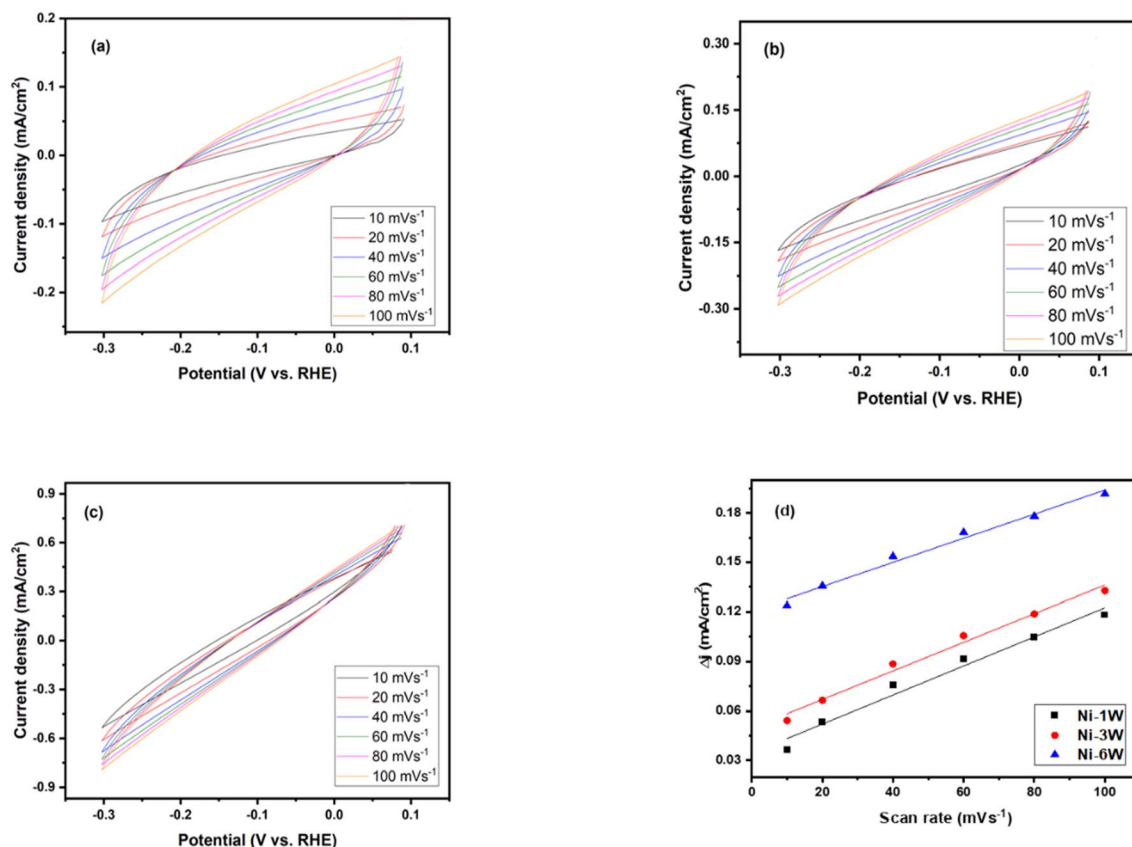 (a)
Current density (mA/cm²)
0.2
0.1
0.0
-0.1
-0.2
-0.3
-0.2
-0.1
0.0
0.1
Potential (V vs. RHE)
10 mVs⁻¹
20 mVs⁻¹
40 mVs⁻¹
60 mVs⁻¹
80 mVs⁻¹
100 mVs⁻¹
(b)
Current density (mA/cm²)
0.30
0.15
0.00
-0.15
-0.30
-0.3
-0.2
-0.1
0.0
0.1
Potential (V vs. RHE)
10 mVs⁻¹
20 mVs⁻¹
40 mVs⁻¹
60 mVs⁻¹
80 mVs⁻¹
100 mVs⁻¹
(c)
Current density (mA/cm²)
0.9
0.6
0.3
0.0
-0.3
-0.6
-0.9
-0.3
-0.2
-0.1
0.0
0.1
Potential (V vs. RHE)
10 mVs⁻¹
20 mVs⁻¹
40 mVs⁻¹
60 mVs⁻¹
80 mVs⁻¹
100 mVs⁻¹
(d)
Δj (mA/cm²)
0.18
0.15
0.12
0.09
0.06
0.03
0
20
40
60
80
100
Scan rate (mVs⁻¹)
Ni-1W
Ni-3W
Ni-6W